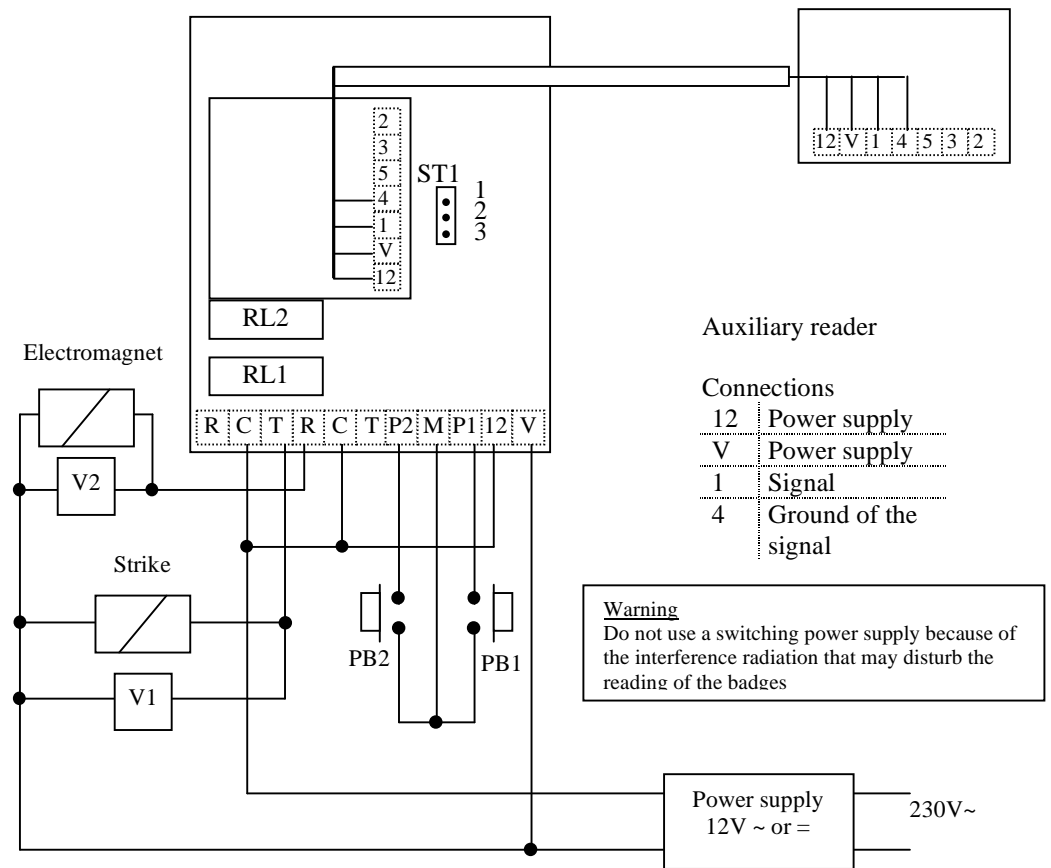 2
3
5
4
1
V
12
ST1
1
2
3
12 V 1 4 5 3 2
RL2
RL1
Electromagnet
R C T R C T P2 M P1 12 V
V2
Strike
V1
PB2
PB1
Auxiliary reader
Connections
12 Power supply
V Power supply
1 Signal
4 Ground of the
signal
Warning
Do not use a switching power supply because of
the interference radiation that may disturb the
reading of the badges
Power supply
12V ~ or =
230V~